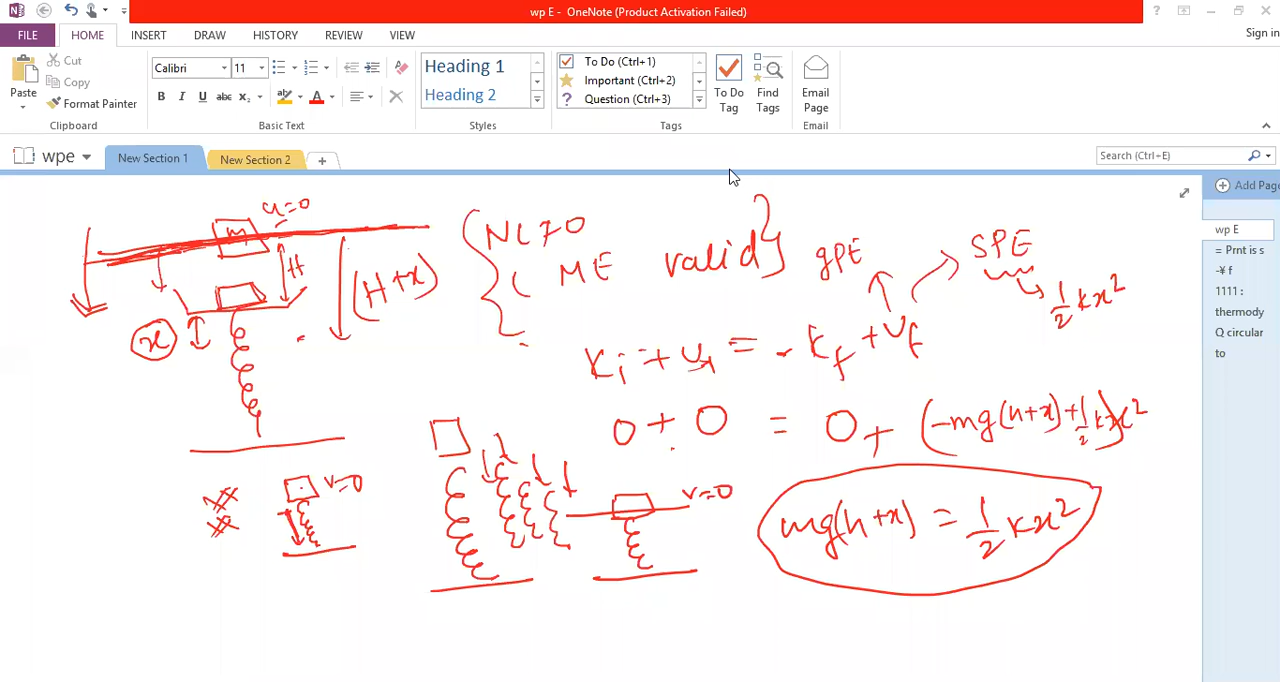 wp E - OneNote (Product Activation Failed)
Sign in
FILE HOME INSERT DRAW HISTORY REVIEW VIEW
Paste
Cut
Copy
Format Painter
Clipboard
Calibri 11
B I U abc x₂ A
Basic Text
Heading 1
Heading 2
Styles
To Do (Ctrl+1)
Important (Ctrl+2)
Question (Ctrl+3)
Tags
To Do Tag
Find Tags
Email Page
Email
wpe New Section 1 New Section 2 +
Search (Ctrl+E)
Add Page
wp E
= Prnt is s
-¥ f
1111 :
thermody
Q circular
to
m u=0
H
(H+x)
x
ME valid
gPE
SPE
1/2 kx²
Ki + Ui = Kf + Uf
0 + 0 = 0 + (-mg(h+x) + 1/2 kx²)
v=0
v=0
mg(h+x) = 1/2 kx²